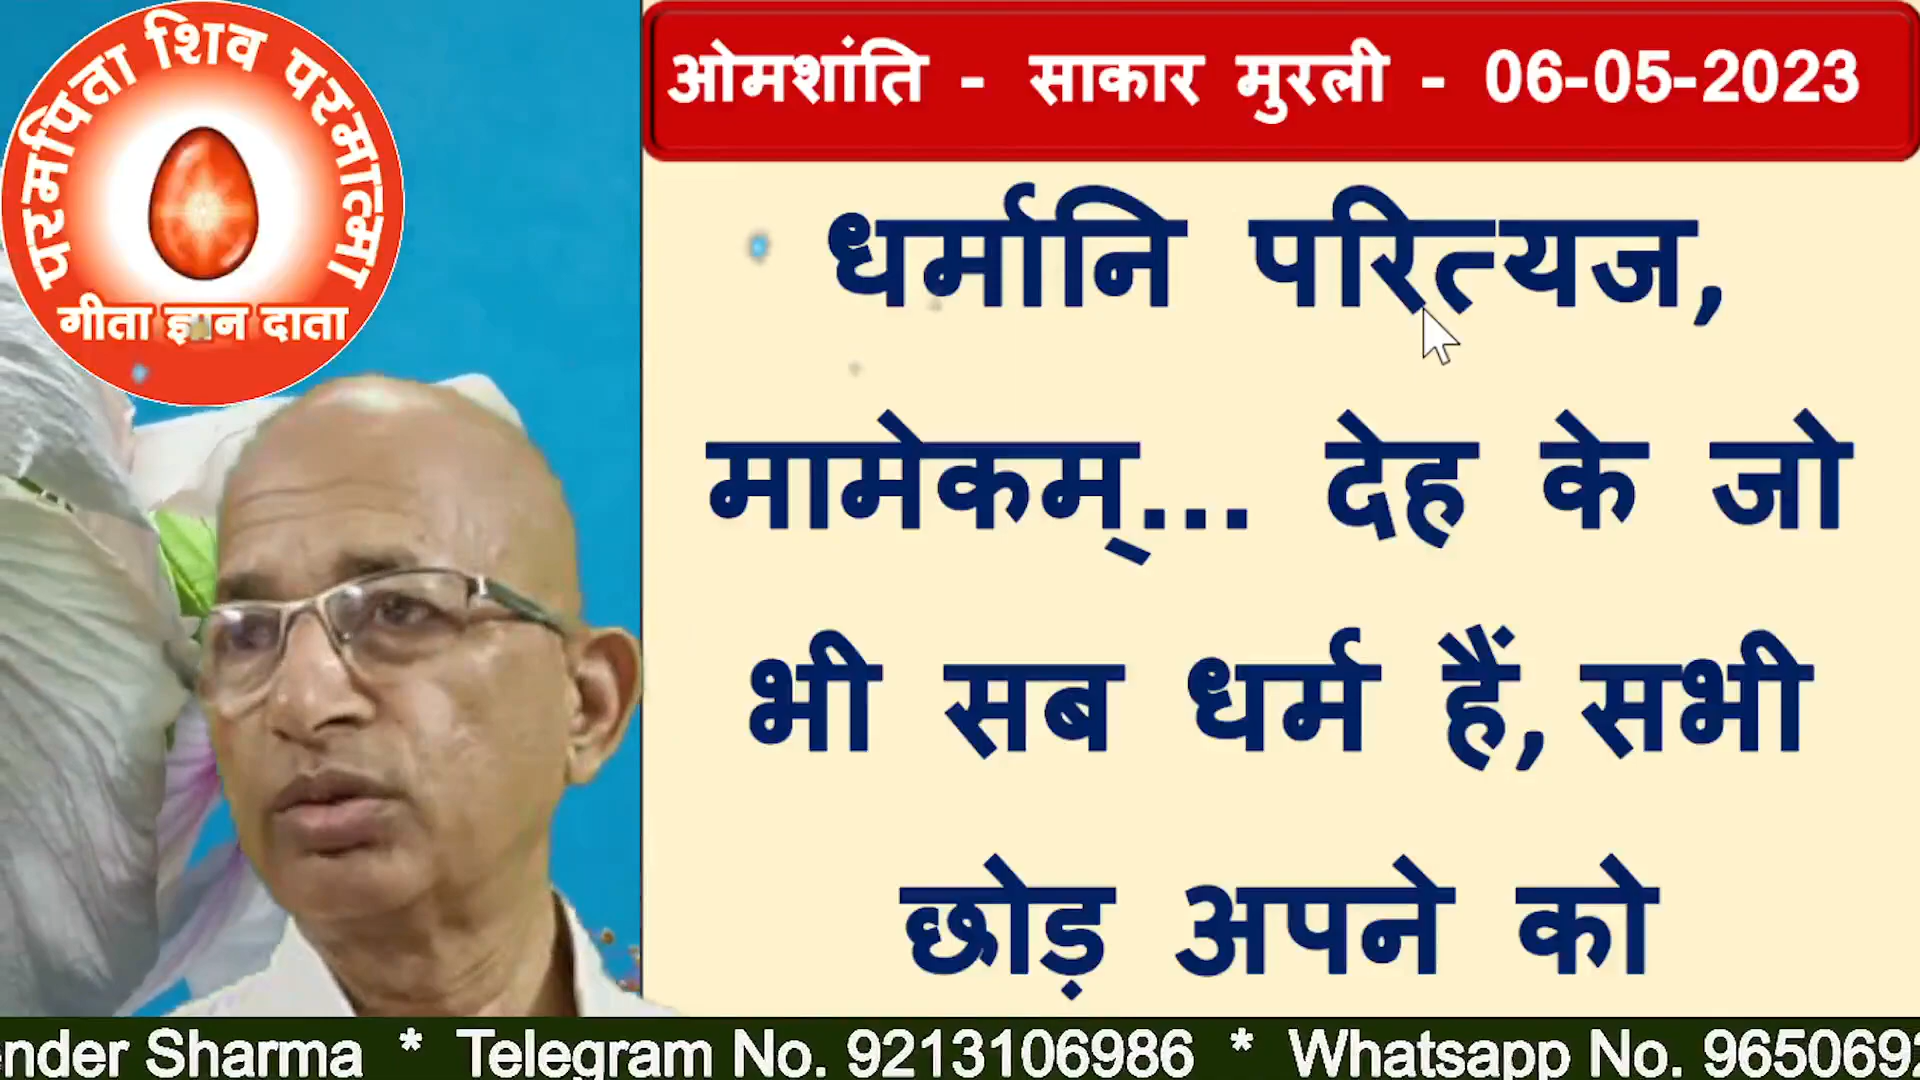 परमपिता शिव परमात्मा
गीता ज्ञान दाता
ओमशांति - साकार मुरली - 06-05-2023
धर्मानि परित्यज,
मामेकम्... देह के जो
भी सब धर्म हैं, सभी
छोड़ अपने को
ender Sharma * Telegram No. 9213106986 * Whatsapp No. 965069